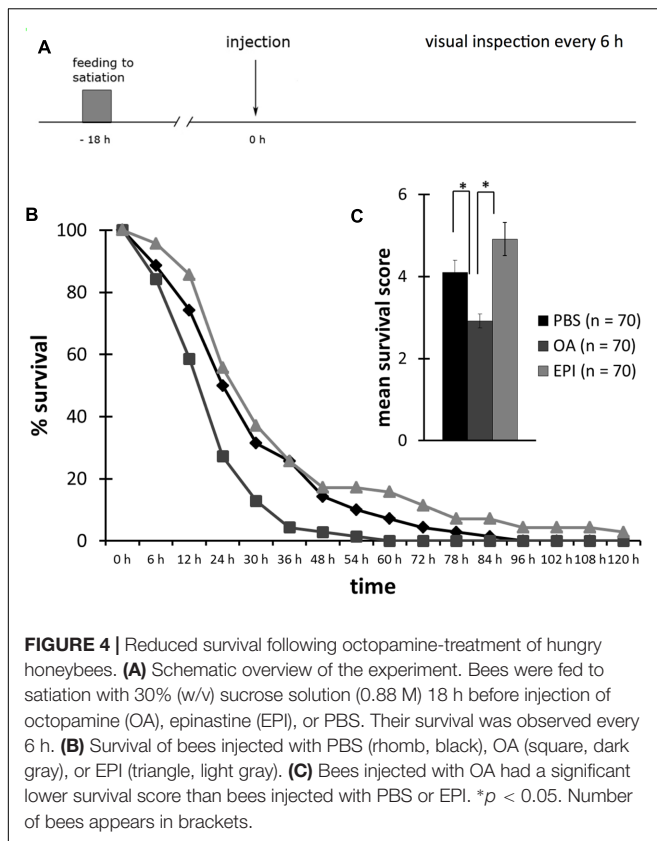 A
feeding to
satiation
injection
visual inspection every 6 h
- 18 h
0 h
B
% survival
100
80
60
40
20
0
0 h 6 h 12 h 24 h 30 h 36 h 48 h 54 h 60 h 72 h 78 h 84 h 96 h 102 h 108 h 120 h
time
C
mean survival score
6
4
2
0
* *
PBS (n = 70)
OA (n = 70)
EPI (n = 70)
FIGURE 4 | Reduced survival following octopamine-treatment of hungry
honeybees. (A) Schematic overview of the experiment. Bees were fed to
satiation with 30% (w/v) sucrose solution (0.88 M) 18 h before injection of
octopamine (OA), epinastine (EPI), or PBS. Their survival was observed every
6 h. (B) Survival of bees injected with PBS (rhomb, black), OA (square, dark
gray), or EPI (triangle, light gray). (C) Bees injected with OA had a significant
lower survival score than bees injected with PBS or EPI. *p < 0.05. Number
of bees appears in brackets.